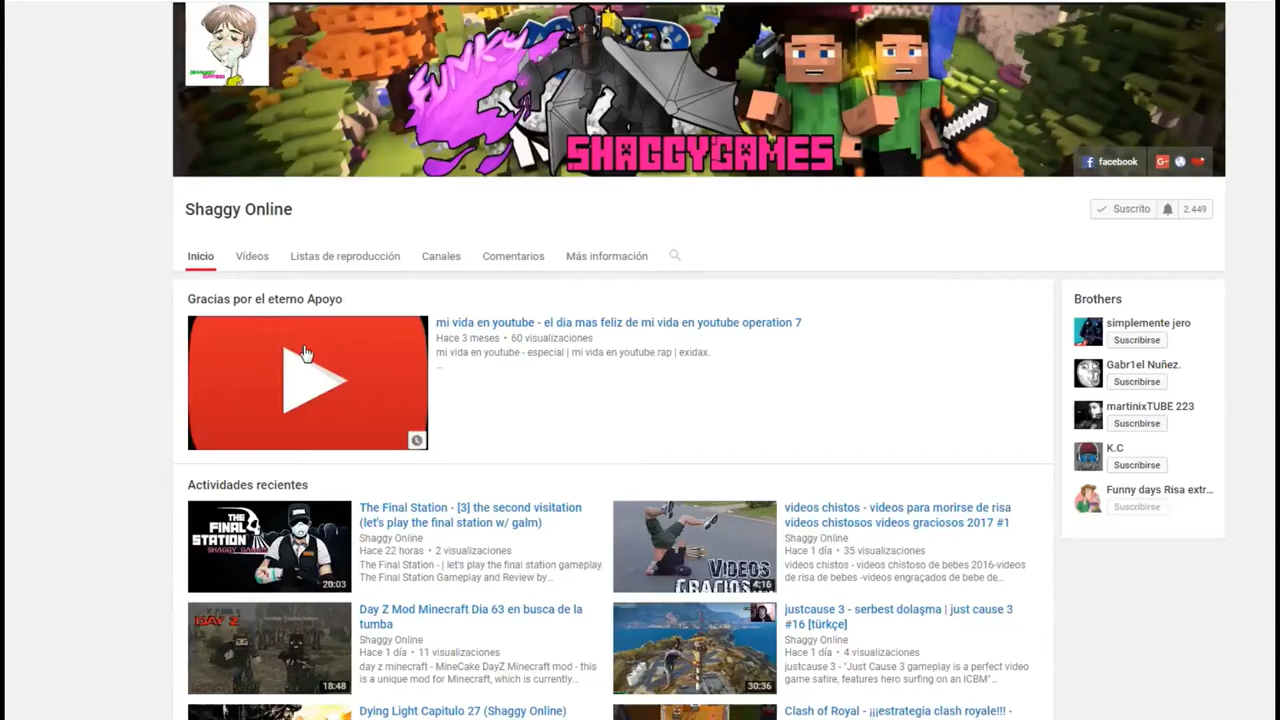 SHAGGY GAMES
SHAGGYGAMES
facebook
Shaggy Online
Suscrito
2.449
Inicio
Vídeos
Listas de reproducción
Canales
Comentarios
Más información
Gracias por el eterno Apoyo
mi vida en youtube - el dia mas feliz de mi vida en youtube operation 7
Hace 3 meses • 60 visualizaciones
mi vida en youtube - especial | mi vida en youtube rap | exidax.
...
Brothers
simplemente jero
Suscribirse
Gabr1el Nuñez.
Suscribirse
martinixTUBE 223
Suscribirse
K.C
Suscribirse
Funny days Risa extr...
Suscribirse
Actividades recientes
THE FINAL STATION
SHAGGY GAMES
20:03
The Final Station - [3] the second visitation
(let's play the final station w/ galm)
Shaggy Online
Hace 22 horas • 2 visualizaciones
The Final Station - | let's play the final station gameplay.
The Final Station Gameplay and Review by...
VIDEOS
GRACIOSO
4:16
videos chistos - videos para morirse de risa
videos chistosos videos graciosos 2017 #1
Shaggy Online
Hace 1 día • 35 visualizaciones
videos chistos - videos chistosos de bebes 2016-videos
de risa de bebes -videos engraçados de bebe de...
DAY Z
18:48
Day Z Mod Minecraft Dia 63 en busca de la
tumba
Shaggy Online
Hace 1 día • 11 visualizaciones
day z minecraft - MineCake DayZ Minecraft mod - this
is a unique mod for Minecraft, which is currently...
30:36
justcause 3 - serbest dolaşma | just cause 3
#16 [türkçe]
Shaggy Online
Hace 1 día • 4 visualizaciones
justcause 3 - "Just Cause 3 gameplay is a perfect video
game satire, features hero surfing on an ICBM"...
Dying Light Capitulo 27 (Shaggy Online)
Clash of Royal - ¡¡¡estrategia clash royale!!! -